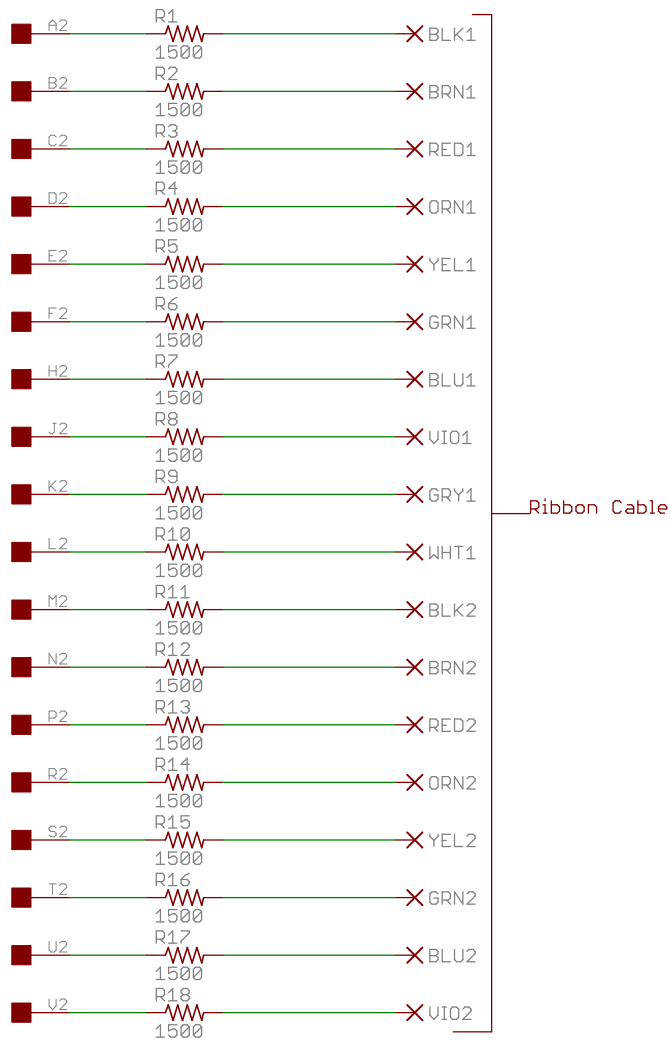 A2 R1 1500 BLK1
B2 R2 1500 BRN1
C2 R3 1500 RED1
D2 R4 1500 ORN1
E2 R5 1500 YEL1
F2 R6 1500 GRN1
H2 R7 1500 BLU1
J2 R8 1500 VIO1
K2 R9 1500 GRY1
Ribbon Cable
L2 R10 1500 WHT1
M2 R11 1500 BLK2
N2 R12 1500 BRN2
P2 R13 1500 RED2
R2 R14 1500 ORN2
S2 R15 1500 YEL2
T2 R16 1500 GRN2
U2 R17 1500 BLU2
V2 R18 1500 VIO2